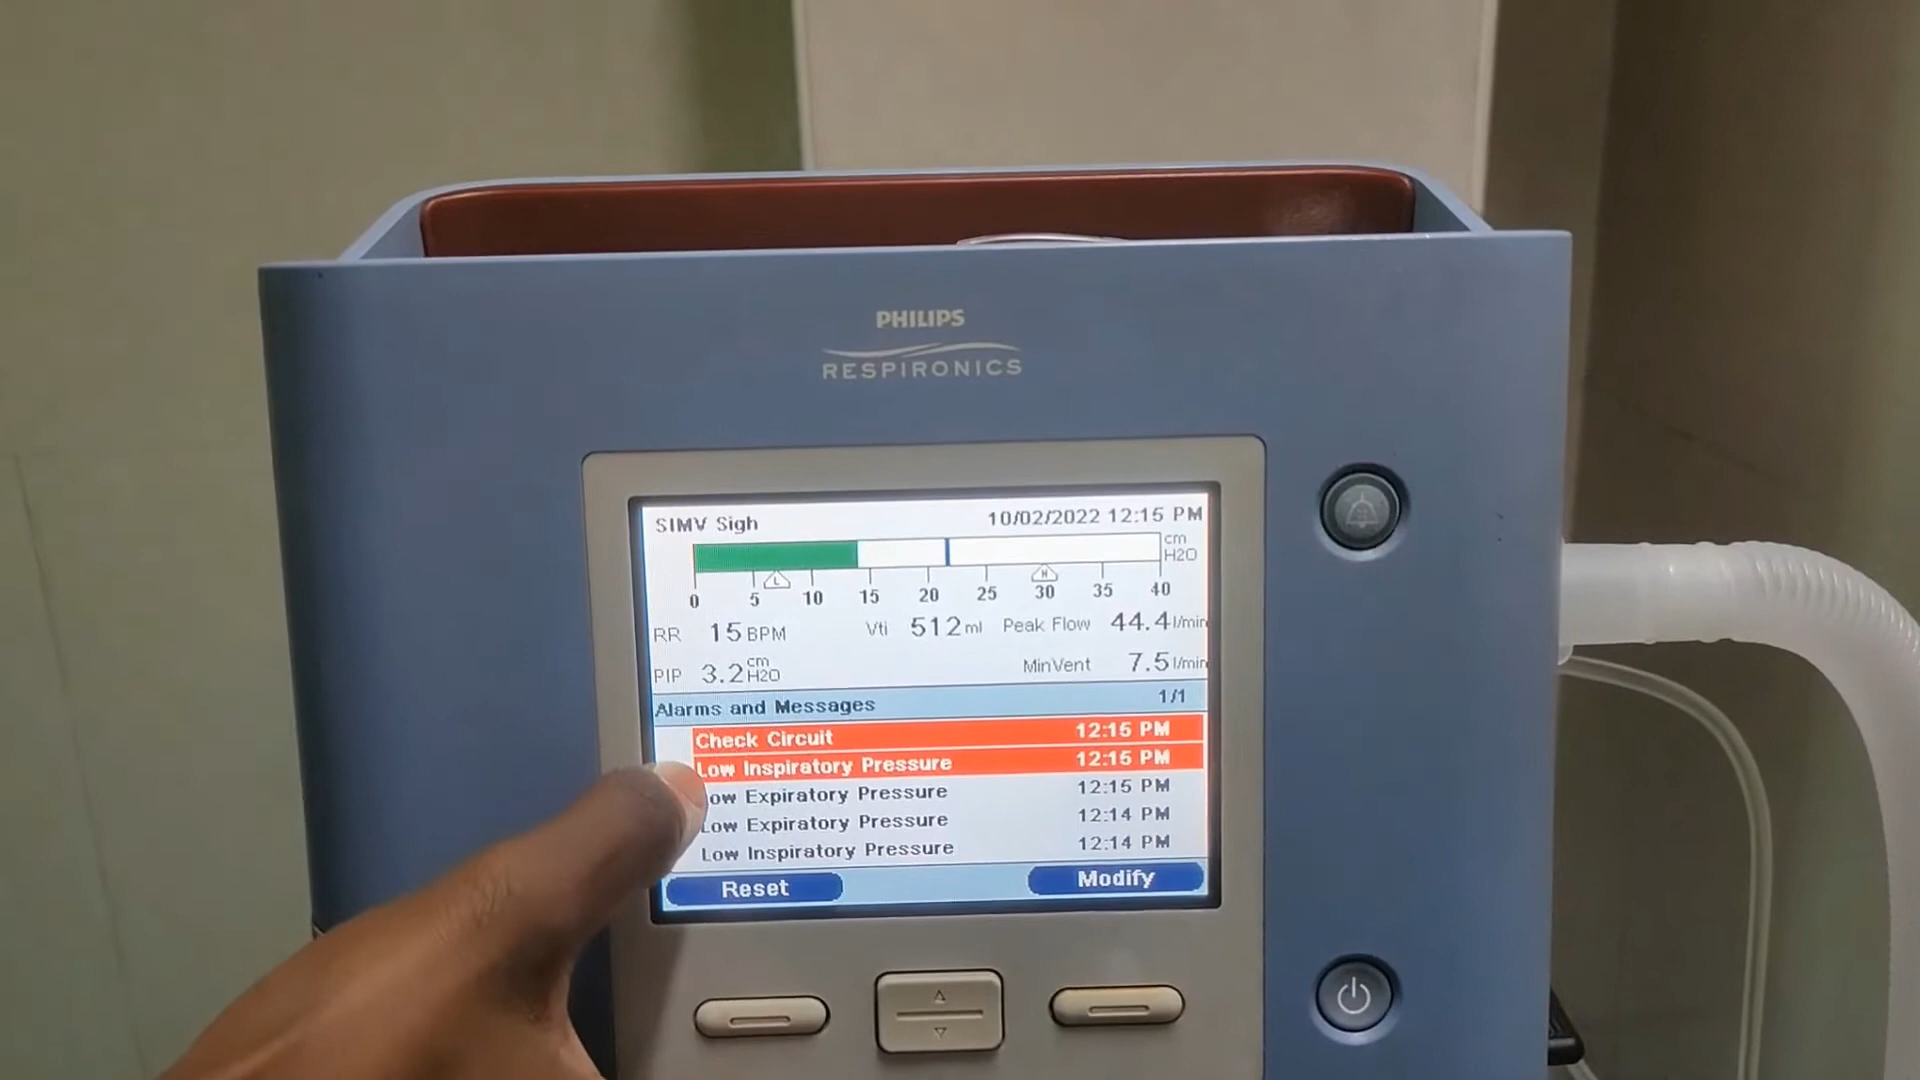 PHILIPS
RESPIRONICS
SIMV Sigh 10/02/2022 12:15 PM
cm H2O
L H
0 5 10 15 20 25 30 35 40
RR 15 BPM Vti 512 ml Peak Flow 44.4 l/min
PIP 3.2 cm H2O MinVent 7.5 l/min
Alarms and Messages 1/1
Check Circuit 12:15 PM
Low Inspiratory Pressure 12:15 PM
Low Expiratory Pressure 12:15 PM
Low Expiratory Pressure 12:14 PM
Low Inspiratory Pressure 12:14 PM
Reset Modify